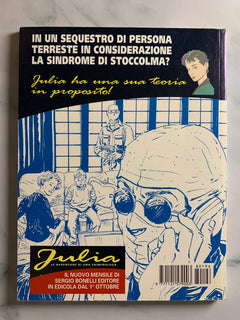 IN UN SEQUESTRO DI PERSONA
TERRESTE IN CONSIDERAZIONE
LA SINDROME DI STOCCOLMA?
Julia ha una sua teoria
in proposito!
Julia
LE AVVENTURE DI UNA CRIMINOLOGA
IL NUOVO MENSILE DI
SERGIO BONELLI EDITORE
IN EDICOLA DAL 1° OTTOBRE